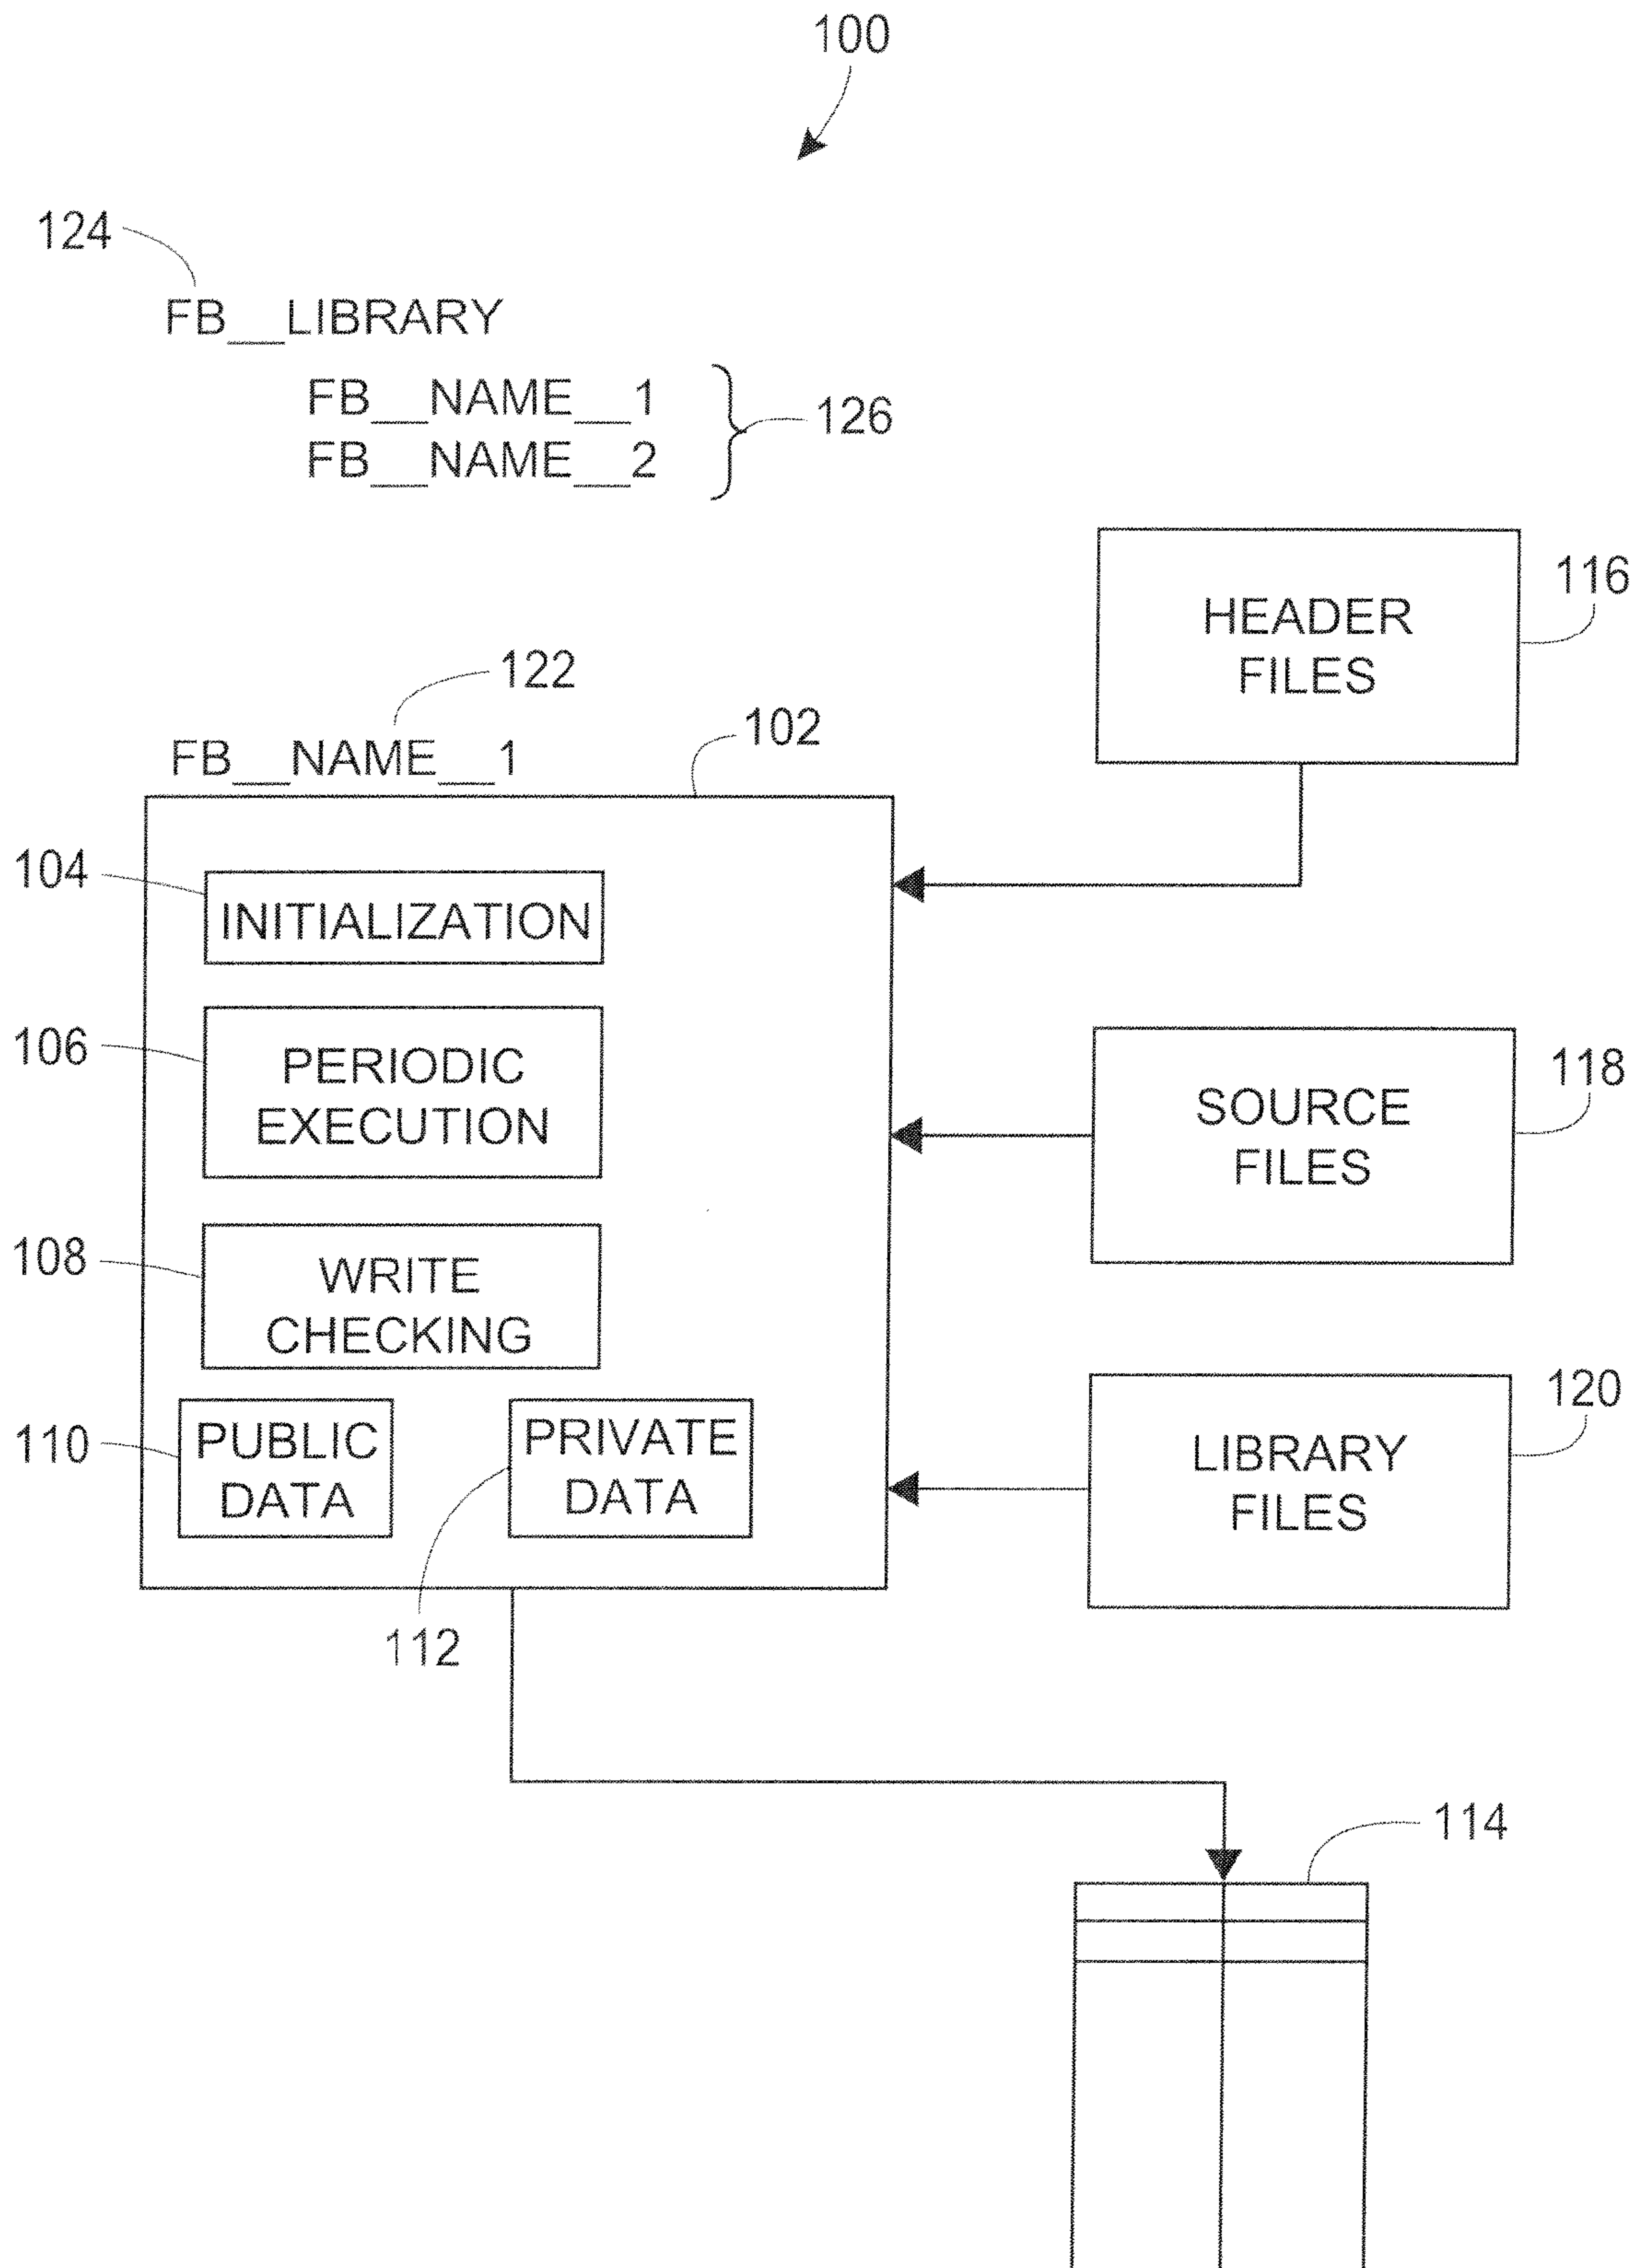 100
124
FB__LIBRARY
FB__NAME__1
FB__NAME__2
126
HEADER
FILES
116
122
FB__NAME__1
102
104
INITIALIZATION
106
PERIODIC
EXECUTION
SOURCE
FILES
118
108
WRITE
CHECKING
110
PUBLIC
DATA
PRIVATE
DATA
112
LIBRARY
FILES
120
114